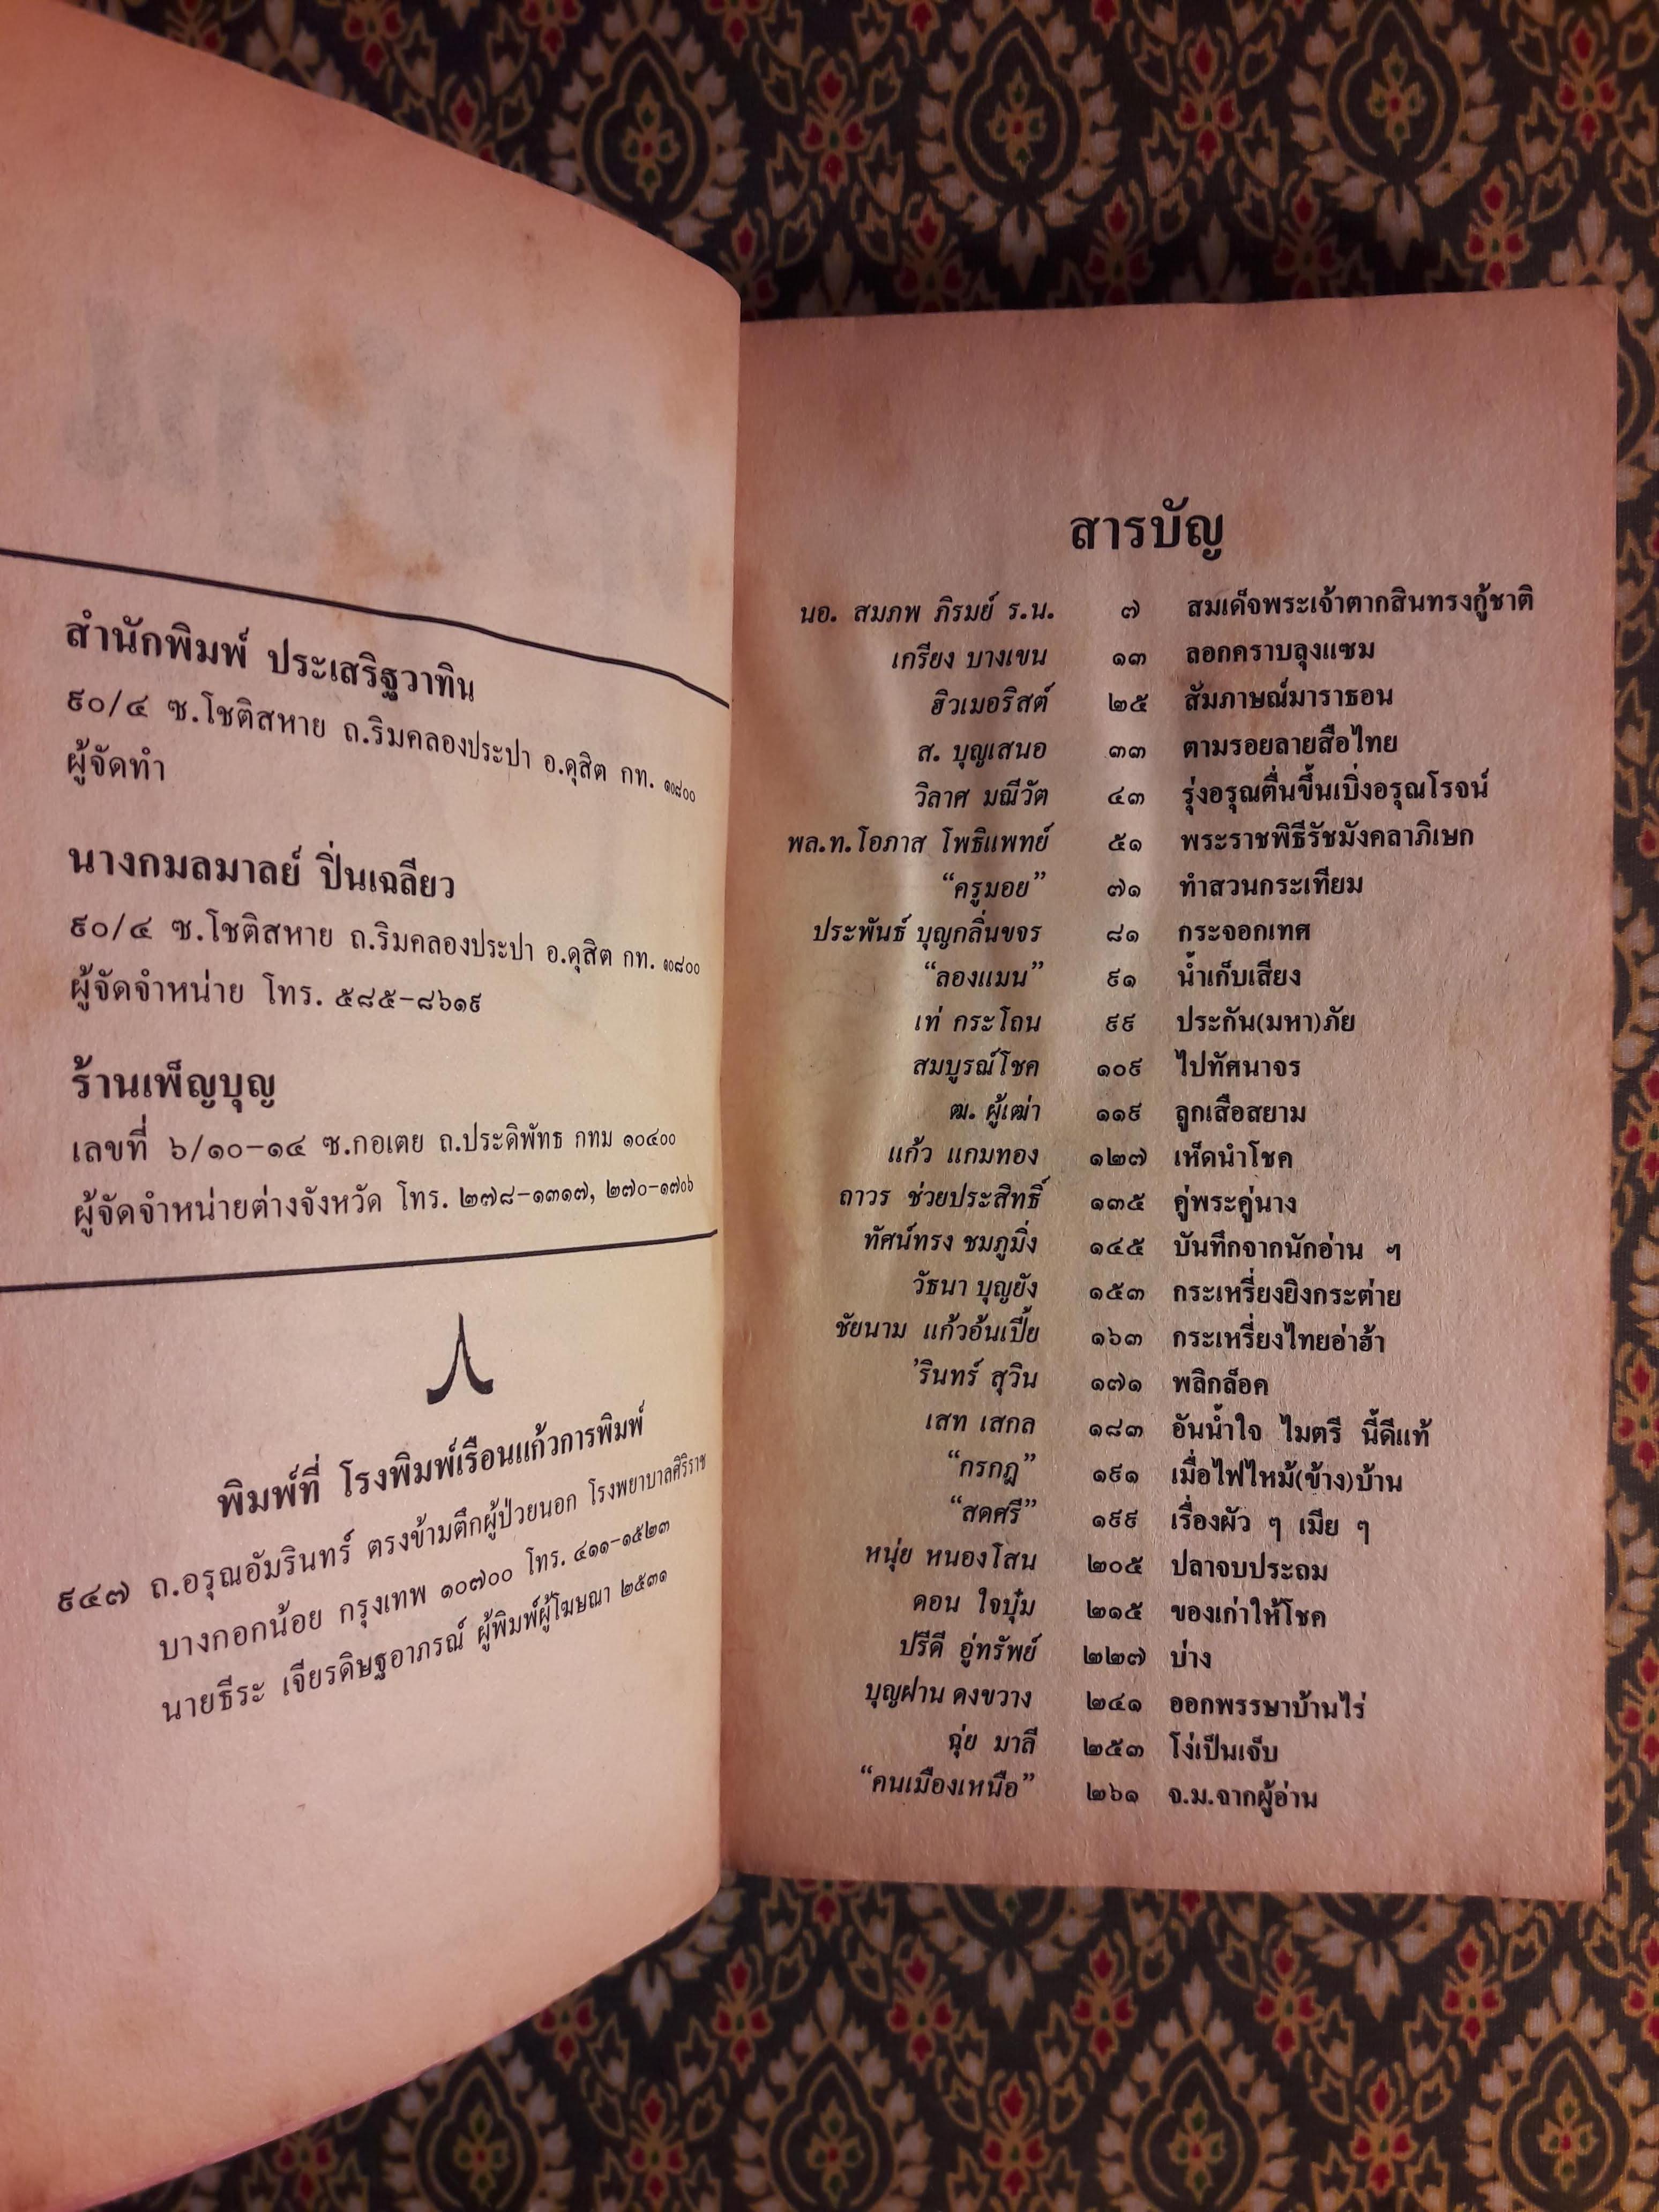 สำนักพิมพ์ ประเสริฐวาทิน
๙๐/๔ ซ.โชติสหาย ถ.ริมคลองประปา อ.ดุสิต กท. ๑๐๘๐๐
ผู้จัดทำ
นางกมลมาลย์ ปิ่นเฉลียว
๙๐/๔ ซ.โชติสหาย ถ.ริมคลองประปา อ.ดุสิต กท. ๑๐๘๐๐
ผู้จัดจำหน่าย โทร. ๕๘๕-๘๖๑๙
ร้านเพ็ญบุญ
เลขที่ ๖/๑๐-๑๔ ซ.กอเตย ถ.ประดิพัทธ กทม ๑๐๔๐๐
ผู้จัดจำหน่ายต่างจังหวัด โทร. ๒๗๘-๑๓๑๗, ๒๗๐-๑๗๐๖
พิมพ์ที่ โรงพิมพ์เรือนแก้วการพิมพ์
๙๔๗ ถ.อรุณอัมรินทร์ ตรงข้ามตึกผู้ป่วยนอก โรงพยาบาลศิริราช
บางกอกน้อย กรุงเทพ ๑๐๗๐๐ โทร. ๔๑๑-๑๕๒๓
นายธีระ เจียรดิษฐอาภรณ์ ผู้พิมพ์ผู้โฆษณา ๒๕๓๑
สารบัญ
นอ. สมภพ ภิรมย์ ร.น. ๗ สมเด็จพระเจ้าตากสินทรงกู้ชาติ
เกรียง บางเขน ๑๓ ลอกคราบลุงแซม
ฮิวเมอริสต์ ๒๕ สัมภาษณ์มาราธอน
ส. บุญเสนอ ๓๓ ตามรอยลายสือไทย
วิลาศ มณีวัต ๔๓ รุ่งอรุณตื่นขึ้นเบิ่งอรุณโรจน์
พล.ท.โอภาส โพธิแพทย์ ๕๑ พระราชพิธีรัชมังคลาภิเษก
“ครูมอย” ๗๑ ทำสวนกระเทียม
ประพันธ์ บุญกลิ่นขจร ๘๑ กระจอกเทศ
“ลองแมน” ๙๑ น้ำเก็บเสียง
เท่ กระโถน ๙๙ ประกัน(มหา)ภัย
สมบูรณ์โชค ๑๐๙ ไปทัศนาจร
ฒ. ผู้เฒ่า ๑๑๙ ลูกเสือสยาม
แก้ว แกมทอง ๑๒๗ เห็ดนำโชค
ถาวร ช่วยประสิทธิ์ ๑๓๕ คู่พระคู่นาง
ทัศน์ทรง ชมภูมิ่ง ๑๔๕ บันทึกจากนักอ่าน ๆ
วัธนา บุญยัง ๑๕๓ กระเหรี่ยงยิงกระต่าย
ชัยนาม แก้วอ้นเปี้ย ๑๖๓ กระเหรี่ยงไทยอ่าฮ้า
’รินทร์ สุวิน ๑๗๑ พลิกล็อค
เสท เสกล ๑๘๓ อันน้ำใจ ไมตรี นี้ดีแท้
“กรกฎ” ๑๙๑ เมื่อไฟไหม้(ข้าง)บ้าน
“สดศรี” ๑๙๙ เรื่องผัว ๆ เมีย ๆ
หนุ่ย หนองโสน ๒๐๕ ปลาจบประถม
ดอน ใจบุ๋ม ๒๑๕ ของเก่าให้โชค
ปรีดี อู่ทรัพย์ ๒๒๗ บ่าง
บุญฝาน คงขวาง ๒๔๑ ออกพรรษาบ้านไร่
ฉุ่ย มาลี ๒๕๓ โง่เป็นเจ็บ
“คนเมืองเหนือ” ๒๖๑ จ.ม.จากผู้อ่าน